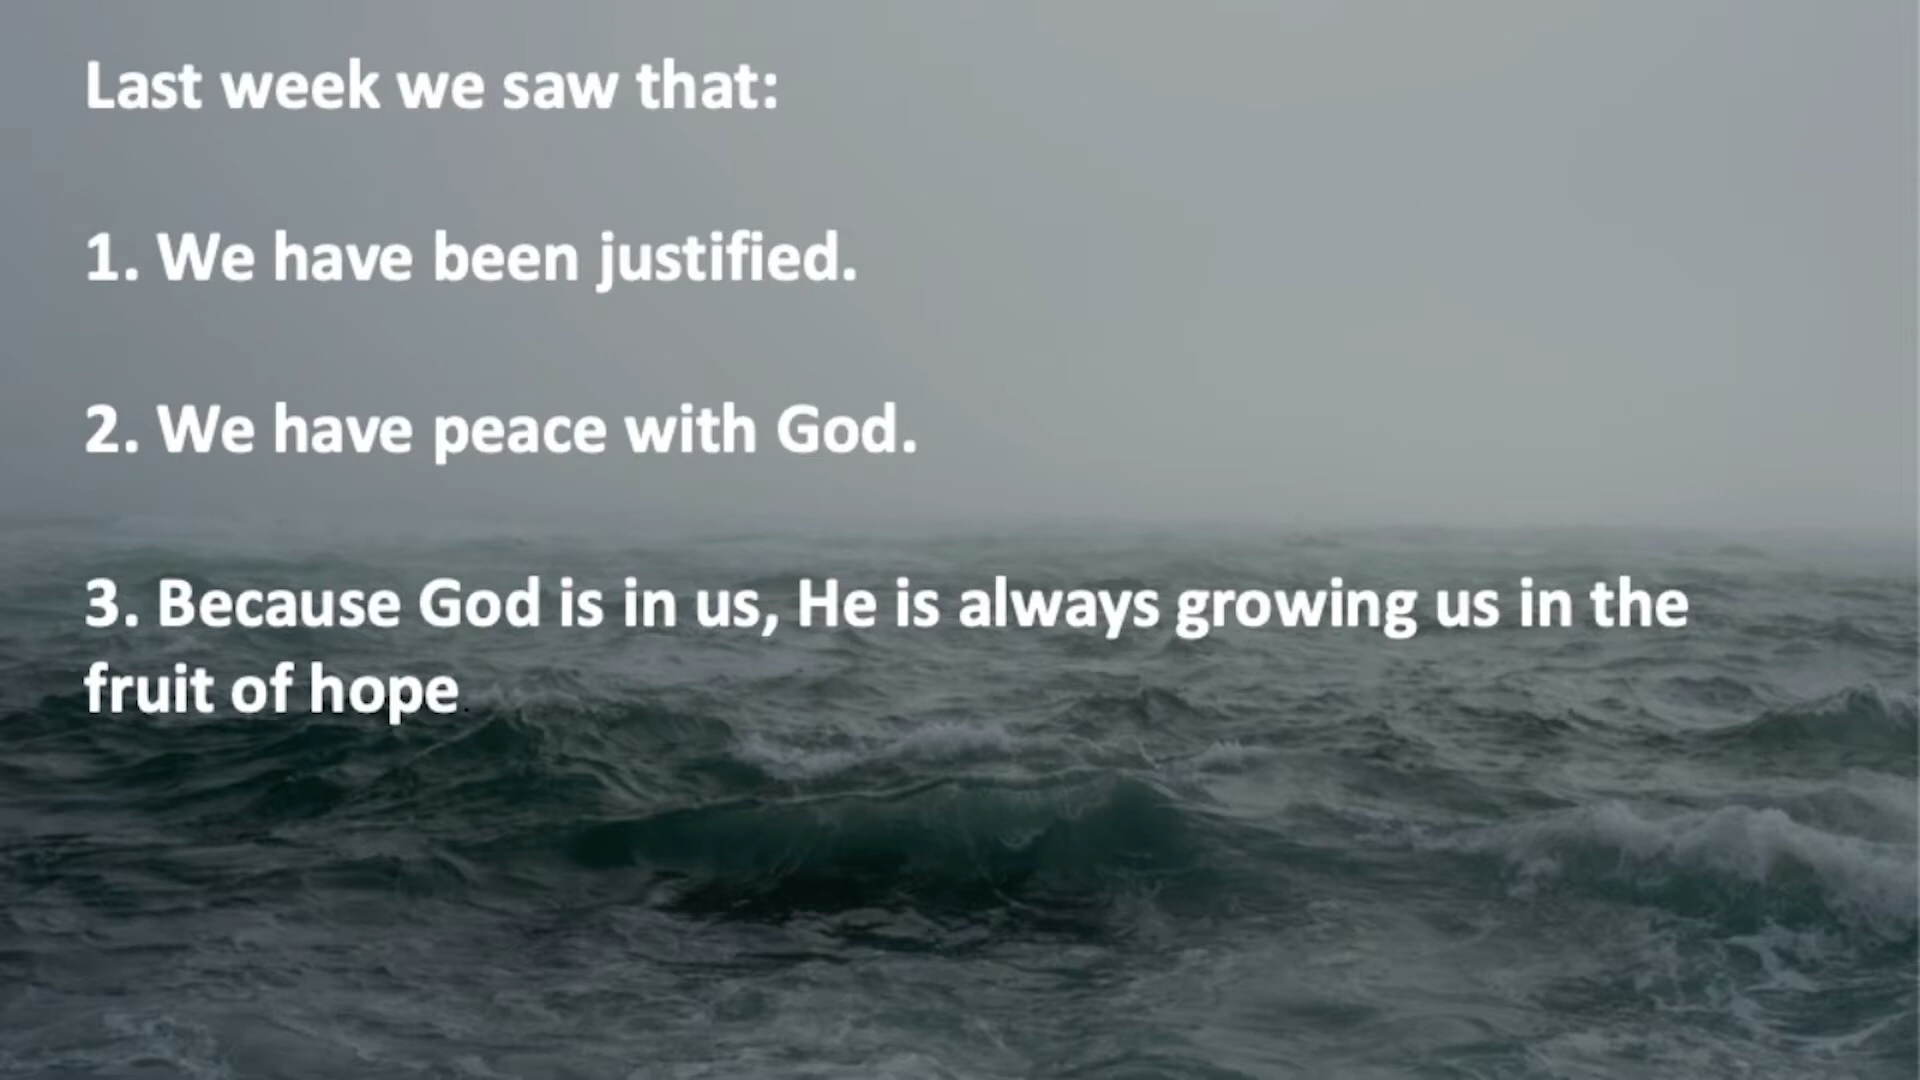 Last week we saw that:
1. We have been justified.
2. We have peace with God.
3. Because God is in us, He is always growing us in the
fruit of hope.